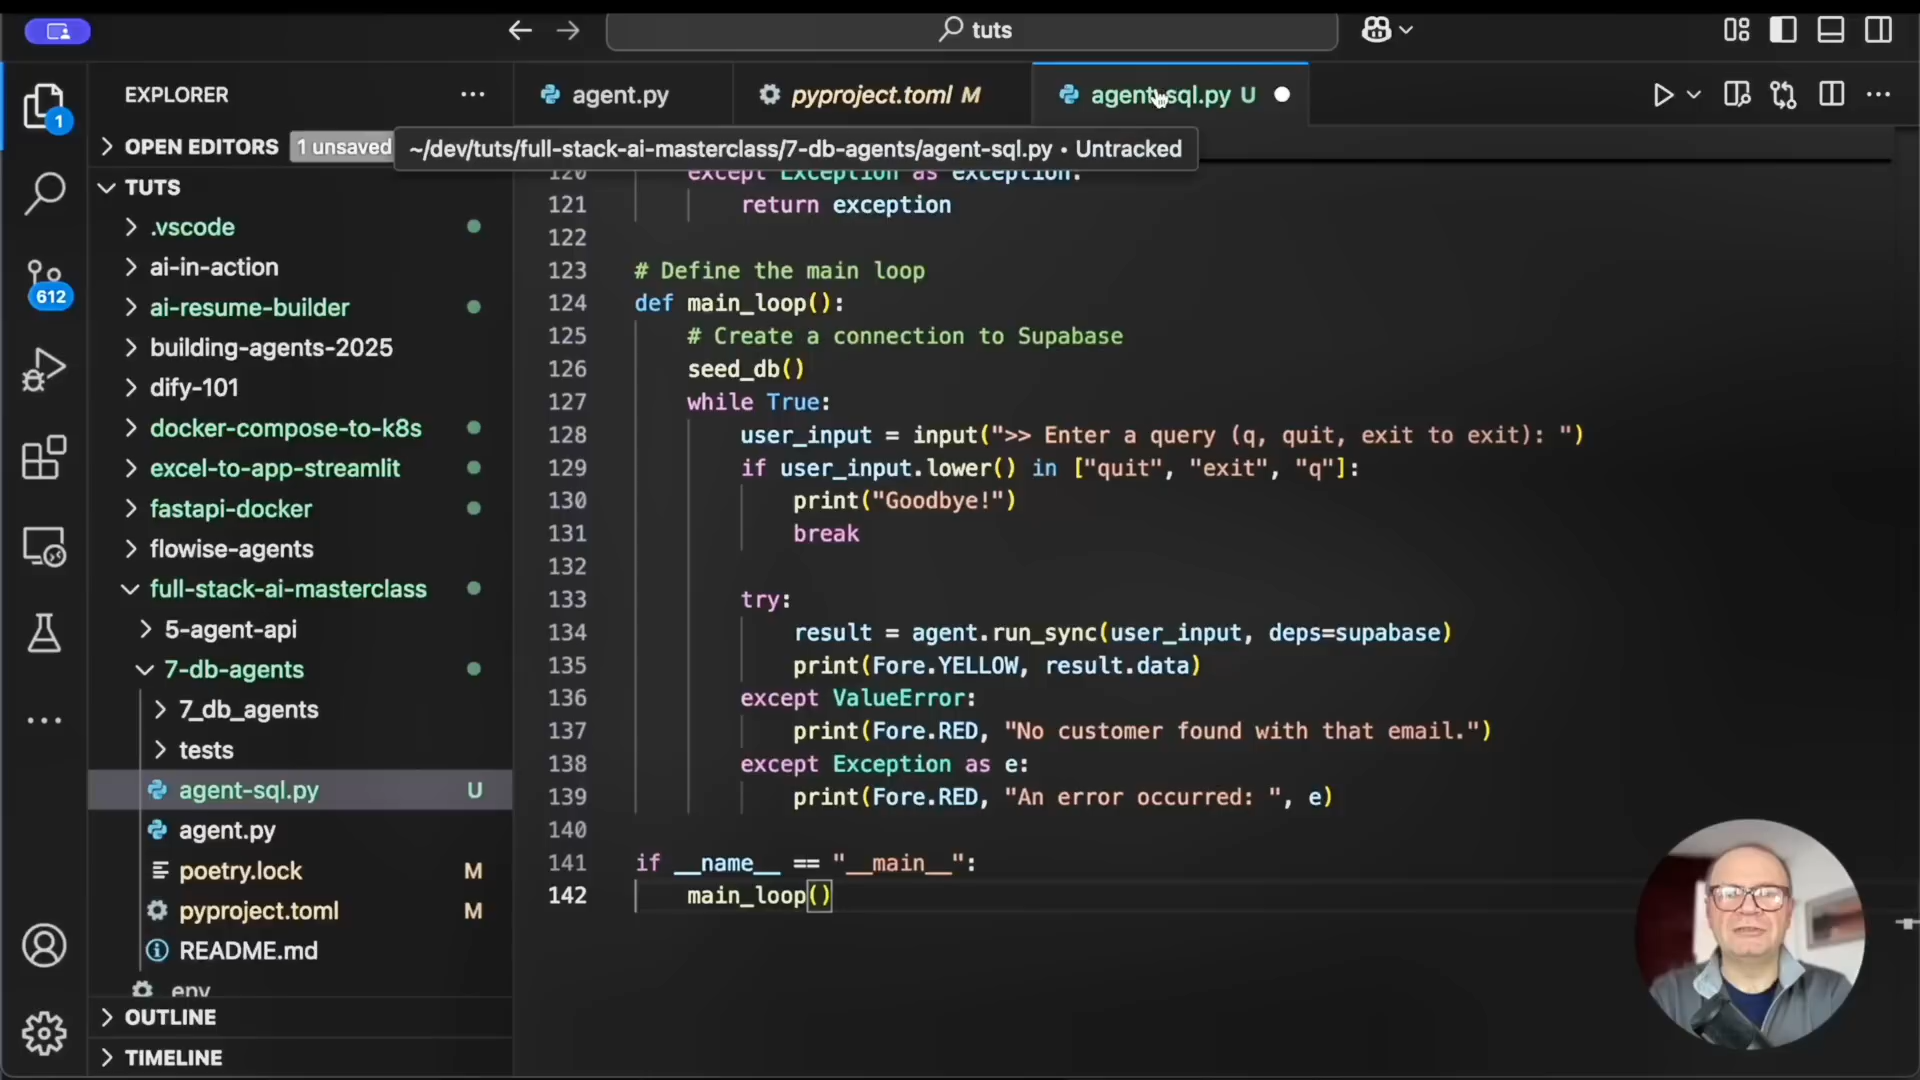 tuts
EXPLORER
agent.py
pyproject.toml M
agent-sql.py U
OPEN EDITORS 1 unsaved
~/dev/tuts/full-stack-ai-masterclass/7-db-agents/agent-sql.py • Untracked
1
612
TUTS
.vscode
ai-in-action
ai-resume-builder
building-agents-2025
dify-101
docker-compose-to-k8s
excel-to-app-streamlit
fastapi-docker
flowise-agents
full-stack-ai-masterclass
5-agent-api
7-db-agents
7_db_agents
tests
agent-sql.py U
agent.py
poetry.lock M
pyproject.toml M
README.md
env
OUTLINE
TIMELINE
120 except Exception as exception:
121 return exception
122
123 # Define the main loop
124 def main_loop():
125 # Create a connection to Supabase
126 seed_db()
127 while True:
128 user_input = input(">> Enter a query (q, quit, exit to exit): ")
129 if user_input.lower() in ["quit", "exit", "q"]:
130 print("Goodbye!")
131 break
132
133 try:
134 result = agent.run_sync(user_input, deps=supabase)
135 print(Fore.YELLOW, result.data)
136 except ValueError:
137 print(Fore.RED, "No customer found with that email.")
138 except Exception as e:
139 print(Fore.RED, "An error occurred: ", e)
140
141 if __name__ == "__main__":
142 main_loop()